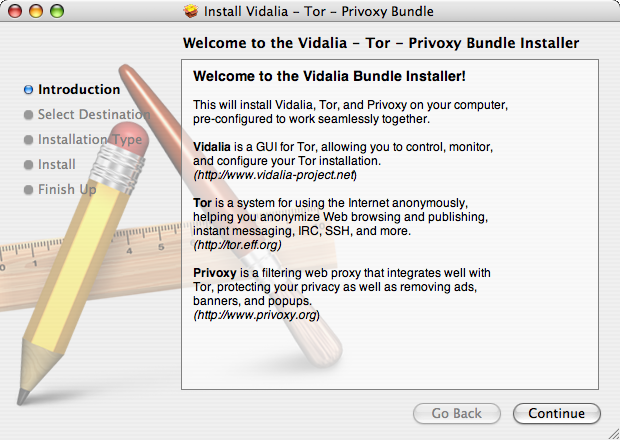 Install Vidalia - Tor - Privoxy Bundle
Welcome to the Vidalia - Tor - Privoxy Bundle Installer
Introduction
Select Destination
Installation Type
Install
Finish Up
Welcome to the Vidalia Bundle Installer!
This will install Vidalia, Tor, and Privoxy on your computer,
pre-configured to work seamlessly together.
Vidalia is a GUI for Tor, allowing you to control, monitor,
and configure your Tor installation.
(http://www.vidalia-project.net)
Tor is a system for using the Internet anonymously,
helping you anonymize Web browsing and publishing,
instant messaging, IRC, SSH, and more.
(http://tor.eff.org)
Privoxy is a filtering web proxy that integrates well with
Tor, protecting your privacy as well as removing ads,
banners, and popups.
(http://www.privoxy.org)
0 1 4 5
Go Back
Continue